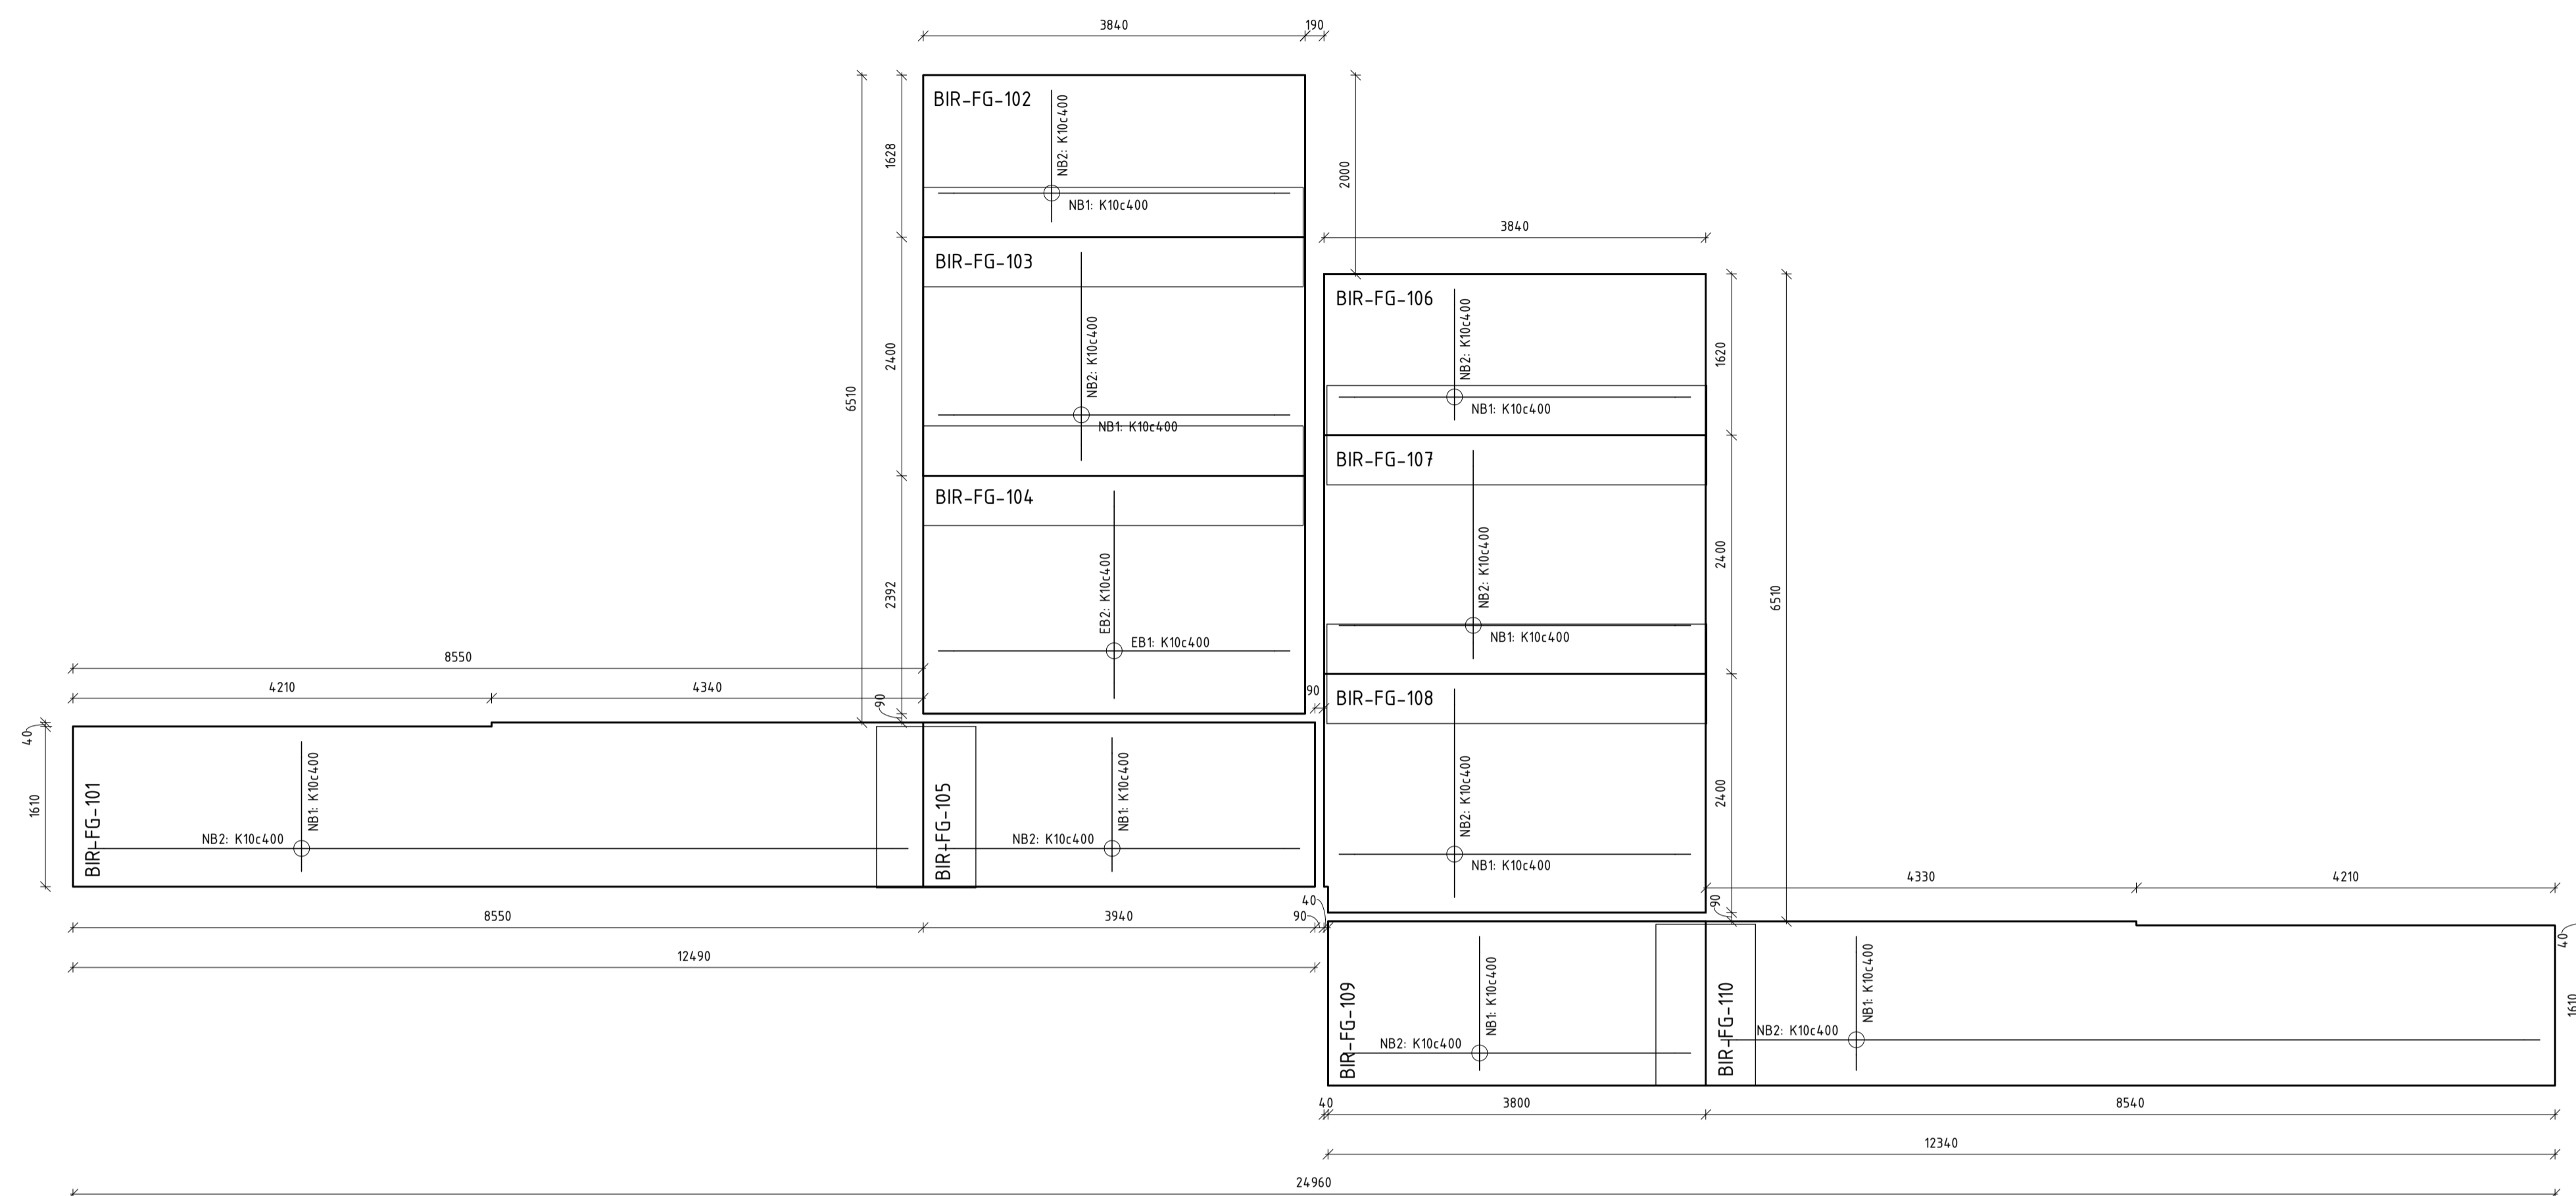 3840
190
BIR-FG-102
NB2: K10c400
1628
2000
NB1: K10c400
3840
BIR-FG-103
BIR-FG-106
NB2: K10c400
NB2: K10c400
2400
1620
6510
NB1: K10c400
NB1: K10c400
BIR-FG-107
BIR-FG-104
NB2: K10c400
2400
EB2: K10c400
2392
6510
EB1: K10c400
NB1: K10c400
8550
4210
4340
90
90
BIR-FG-108
40
1610
BIR-FG-101
NB2: K10c400
NB1: K10c400
BIR-FG-105
NB2: K10c400
NB1: K10c400
NB2: K10c400
2400
NB1: K10c400
4330
4210
90
8550
3940
90
40
12490
BIR-FG-109
NB2: K10c400
NB1: K10c400
BIR-FG-110
NB2: K10c400
NB1: K10c400
40
1610
40
3800
8540
12340
24960